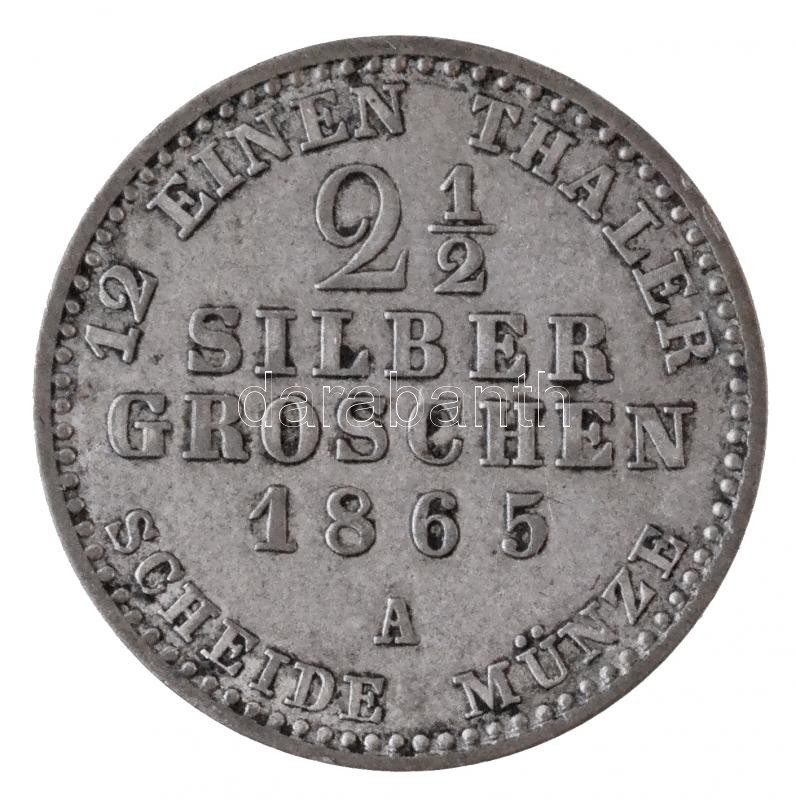 12 EINEN THALER
2 1/2
SILBER
GROSCHEN
1865
A
SCHEIDE MÜNZE
darabanth